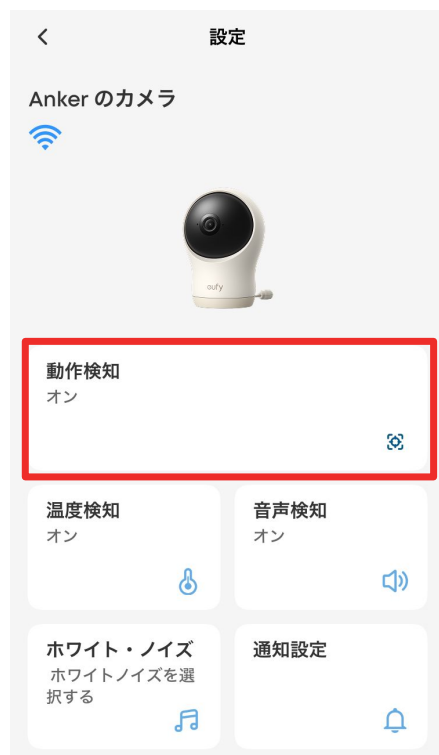 設定
Anker のカメラ
eufy
動作検知
オン
温度検知
オン
音声検知
オン
ホワイト・ノイズ
ホワイトノイズを選
択する
通知設定